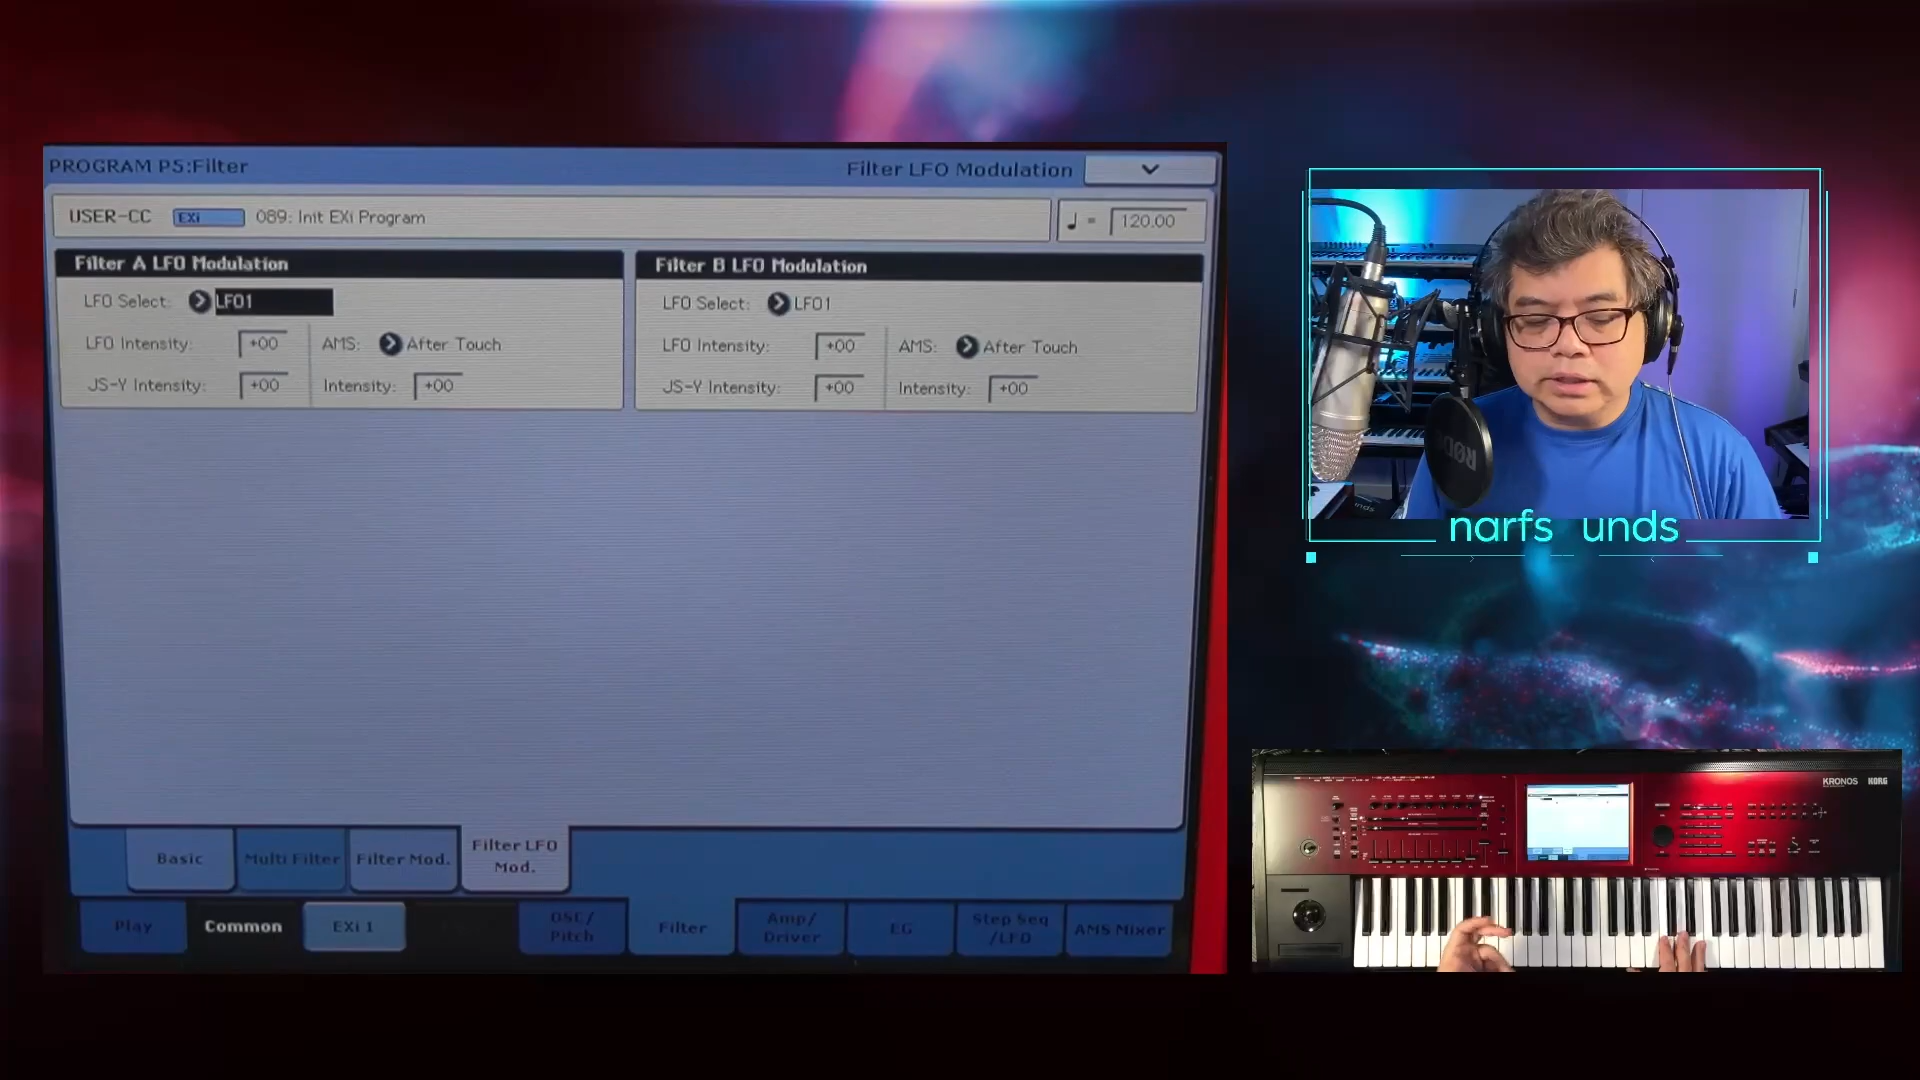 PROGRAM P5:Filter
Filter LFO Modulation
USER-CC EXi 089: Init EXi Program
♩ = 120.00
Filter A LFO Modulation
LFO Select: LFO1
LFO Intensity: +00 AMS: After Touch
JS-Y Intensity: +00 Intensity: +00
Filter B LFO Modulation
LFO Select: LFO1
LFO Intensity: +00 AMS: After Touch
JS-Y Intensity: +00 Intensity: +00
Basic
Multi Filter
Filter Mod.
Filter LFO
Mod.
Play
Common
EXi 1
OSC/
Pitch
Filter
Amp/
Driver
EG
Step Seq
/LFO
AMS Mixer
RØDE
narfs unds
KRONOS KORG